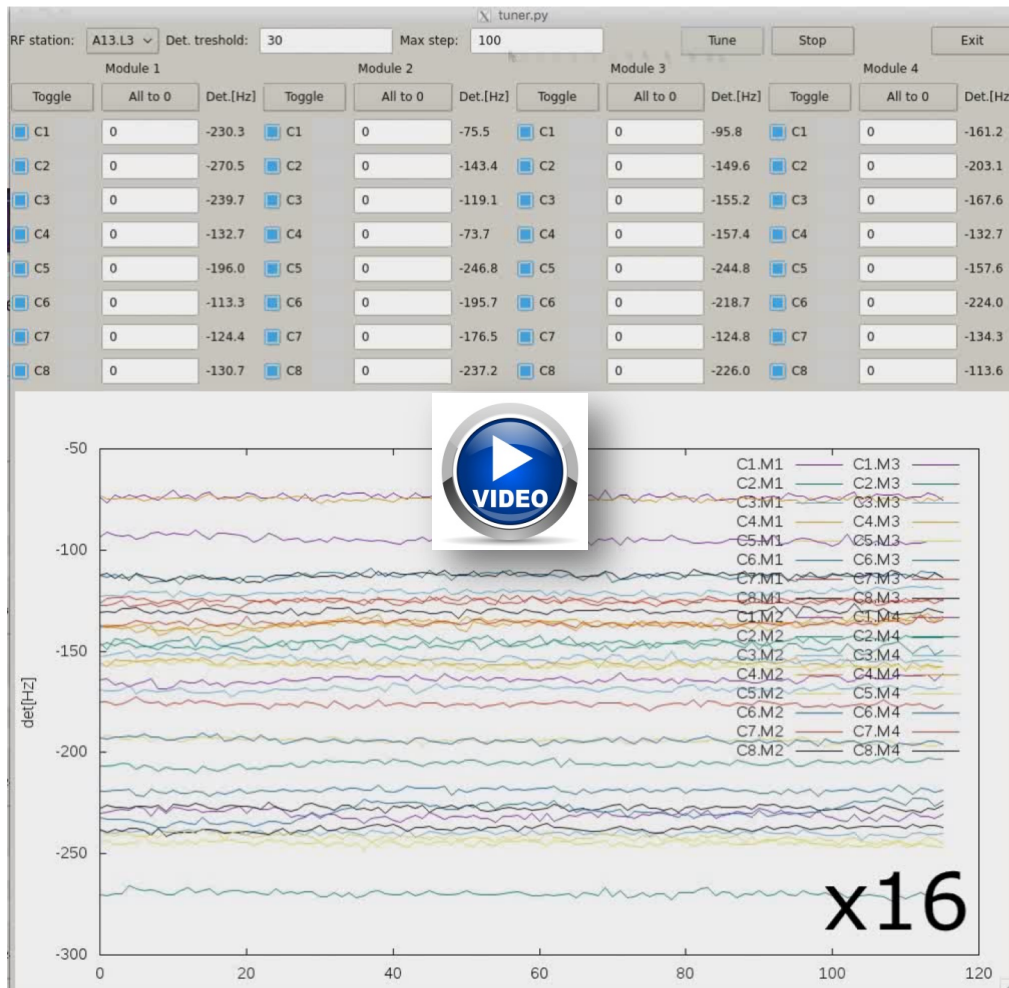 tuner.py
RF station: A13.L3 Det. treshold: 30 Max step: 100 Tune Stop Exit
Module 1 Module 2 Module 3 Module 4
Toggle All to 0 Det.[Hz] Toggle All to 0 Det.[Hz] Toggle All to 0 Det.[Hz] Toggle All to 0 Det.[Hz
C1 0 -230.3 C1 0 -75.5 C1 0 -95.8 C1 0 -161.2
C2 0 -270.5 C2 0 -143.4 C2 0 -149.6 C2 0 -203.1
C3 0 -239.7 C3 0 -119.1 C3 0 -155.2 C3 0 -167.6
C4 0 -132.7 C4 0 -73.7 C4 0 -157.4 C4 0 -132.7
C5 0 -196.0 C5 0 -246.8 C5 0 -244.8 C5 0 -157.6
C6 0 -113.3 C6 0 -195.7 C6 0 -218.7 C6 0 -224.0
C7 0 -124.4 C7 0 -176.5 C7 0 -124.8 C7 0 -134.3
C8 0 -130.7 C8 0 -237.2 C8 0 -226.0 C8 0 -113.6
VIDEO
-50
-100
-150
-200
-250
-300
det[Hz]
C1.M1 C1.M3
C2.M1 C2.M3
C3.M1 C3.M3
C4.M1 C4.M3
C5.M1 C5.M3
C6.M1 C6.M3
C7.M1 C7.M3
C8.M1 C8.M3
C1.M2 C1.M4
C2.M2 C2.M4
C3.M2 C3.M4
C4.M2 C4.M4
C5.M2 C5.M4
C6.M2 C6.M4
C7.M2 C7.M4
C8.M2 C8.M4
x16
0 20 40 60 80 100 120